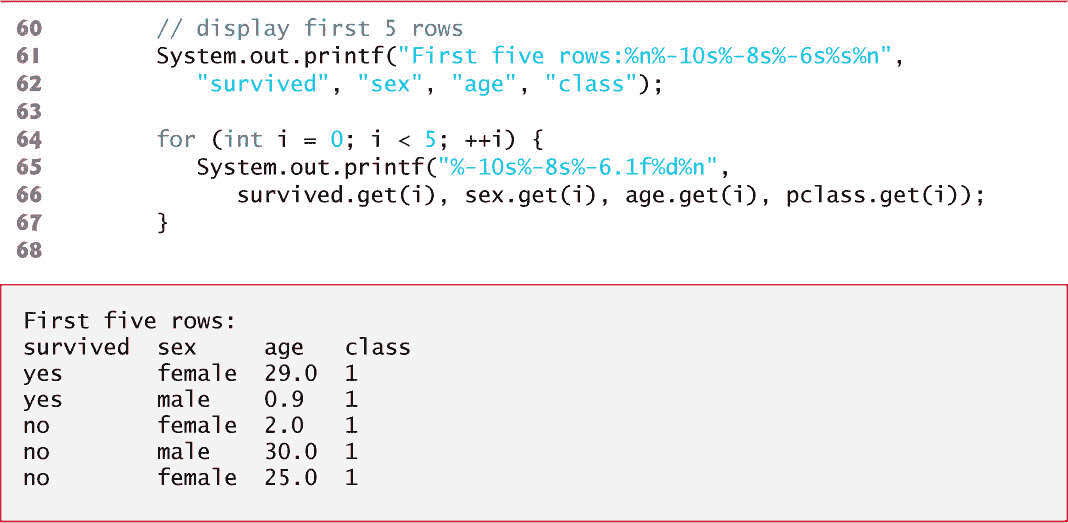 60 // display first 5 rows
61 System.out.printf("First five rows:%n%-10s%-8s%-6s%s%n",
62 "survived", "sex", "age", "class");
63
64 for (int i = 0; i < 5; ++i) {
65 System.out.printf("%-10s%-8s%-6.1f%d%n",
66 survived.get(i), sex.get(i), age.get(i), pclass.get(i));
67 }
68
First five rows:
survived sex age class
yes female 29.0 1
yes male 0.9 1
no female 2.0 1
no male 30.0 1
no female 25.0 1